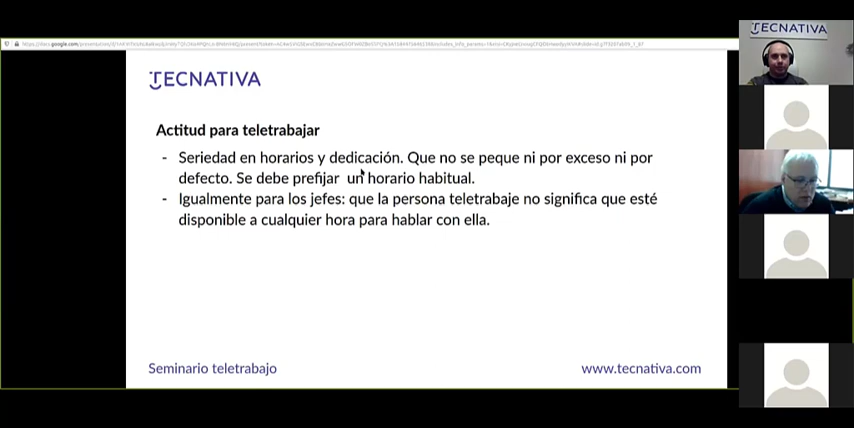 TECNATIVA
TECNATIVA
Actitud para teletrabajar
- Seriedad en horarios y dedicación. Que no se peque ni por exceso ni por
defecto. Se debe prefijar un horario habitual.
- Igualmente para los jefes: que la persona teletrabaje no significa que esté
disponible a cualquier hora para hablar con ella.
Seminario teletrabajo
www.tecnativa.com